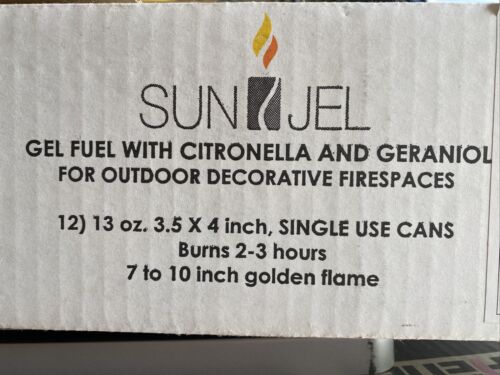 SUN JEL
GEL FUEL WITH CITRONELLA AND GERANIOL
FOR OUTDOOR DECORATIVE FIRESPACES
12) 13 oz. 3.5 X 4 inch, SINGLE USE CANS
Burns 2-3 hours
7 to 10 inch golden flame